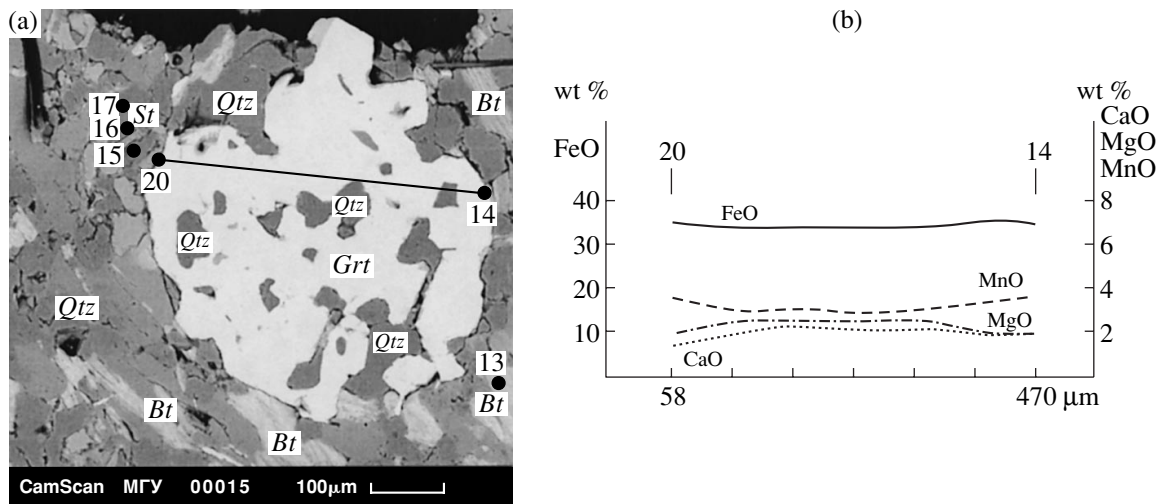 (a)
17
St
16
15
20
Qtz
Bt
14
Qtz
Qtz
Grt
Qtz
Qtz
13
Bt
Bt
Bt
CamScan МГУ 00015 100µm
(b)
wt %
FeO
40
30
20
10
20
14
wt %
CaO
MgO
MnO
8
6
4
2
FeO
MnO
MgO
CaO
58
470 µm